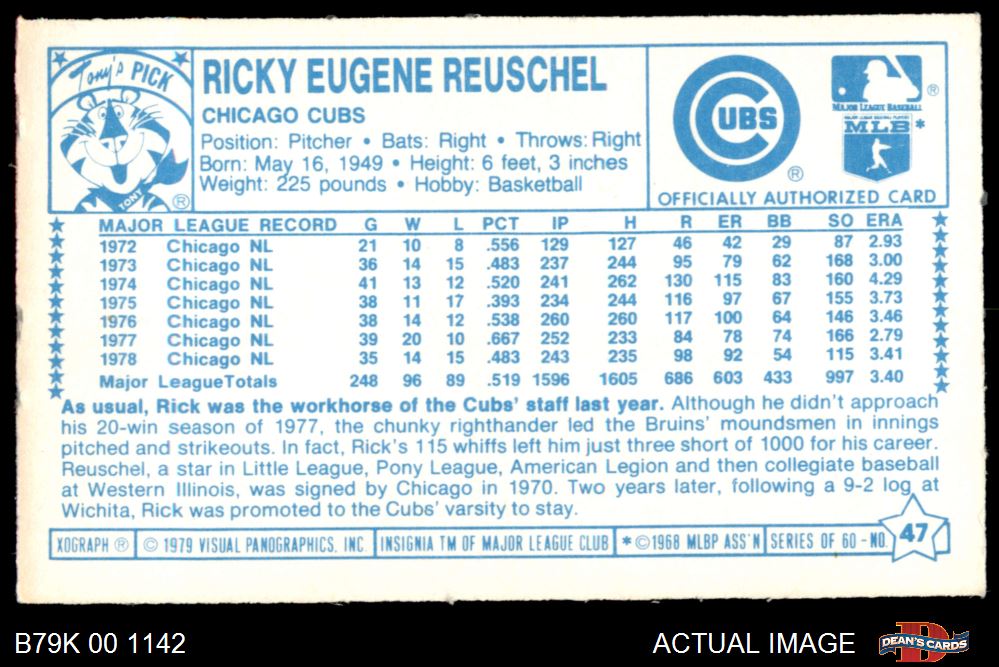 Tony's PICK
TONY ®
RICKY EUGENE REUSCHEL
CHICAGO CUBS
Position: Pitcher • Bats: Right • Throws: Right
Born: May 16, 1949 • Height: 6 feet, 3 inches
Weight: 225 pounds • Hobby: Basketball
CUBS ®
MAJOR LEAGUE BASEBALL ®
MAJOR LEAGUE BASEBALL PLAYERS
MLB *
OFFICIALLY AUTHORIZED CARD
MAJOR LEAGUE RECORD G W L PCT IP H R ER BB SO ERA
1972 Chicago NL 21 10 8 .556 129 127 46 42 29 87 2.93
1973 Chicago NL 36 14 15 .483 237 244 95 79 62 168 3.00
1974 Chicago NL 41 13 12 .520 241 262 130 115 83 160 4.29
1975 Chicago NL 38 11 17 .393 234 244 116 97 67 155 3.73
1976 Chicago NL 38 14 12 .538 260 260 117 100 64 146 3.46
1977 Chicago NL 39 20 10 .667 252 233 84 78 74 166 2.79
1978 Chicago NL 35 14 15 .483 243 235 98 92 54 115 3.41
Major League Totals 248 96 89 .519 1596 1605 686 603 433 997 3.40
As usual, Rick was the workhorse of the Cubs' staff last year. Although he didn't approach
his 20-win season of 1977, the chunky righthander led the Bruins' moundsmen in innings
pitched and strikeouts. In fact, Rick's 115 whiffs left him just three short of 1000 for his career.
Reuschel, a star in Little League, Pony League, American Legion and then collegiate baseball
at Western Illinois, was signed by Chicago in 1970. Two years later, following a 9-2 log at
Wichita, Rick was promoted to the Cubs' varsity to stay.
XOGRAPH ® © 1979 VISUAL PANOGRAPHICS, INC. INSIGNIA TM OF MAJOR LEAGUE CLUB * © 1968 MLBP ASS'N SERIES OF 60 - NO. 47
B79K 00 1142 ACTUAL IMAGE DEAN'S CARDS